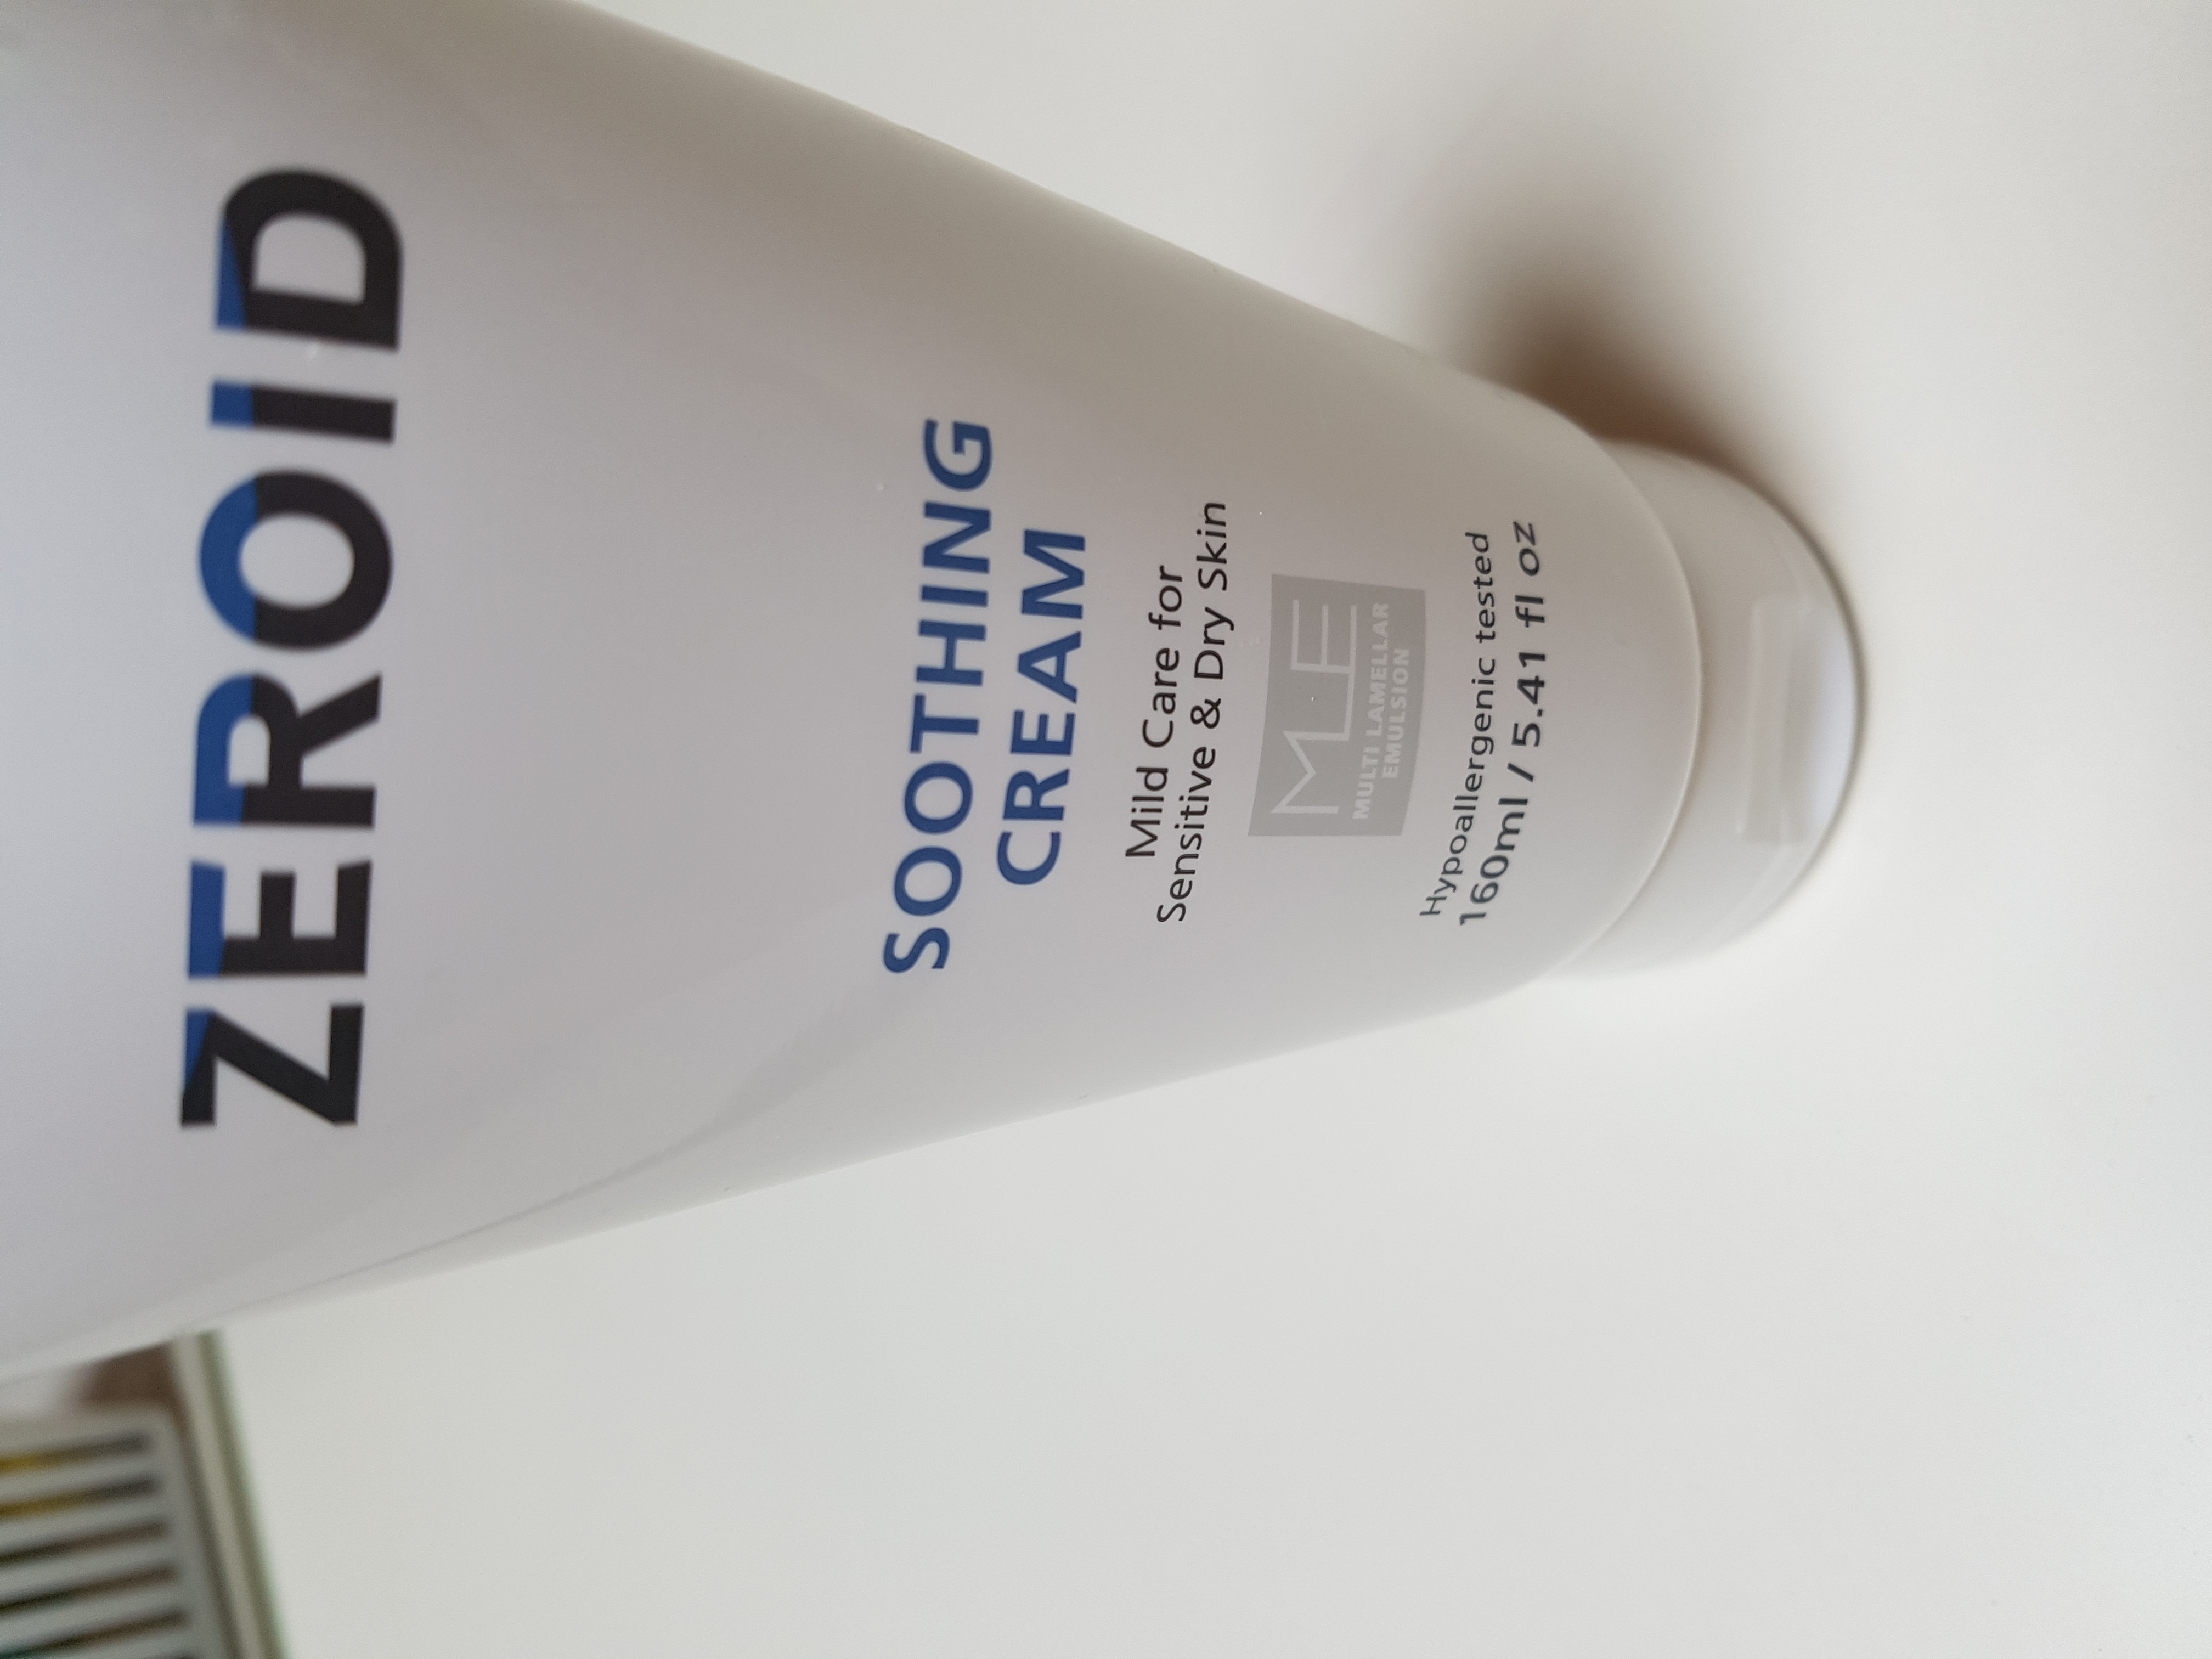 ZEROID
SOOTHING
CREAM
Mild Care for
Sensitive & Dry Skin
MLE
MULTI LAMELLAR
EMULSION
Hypoallergenic tested
160ml / 5.41 fl oz